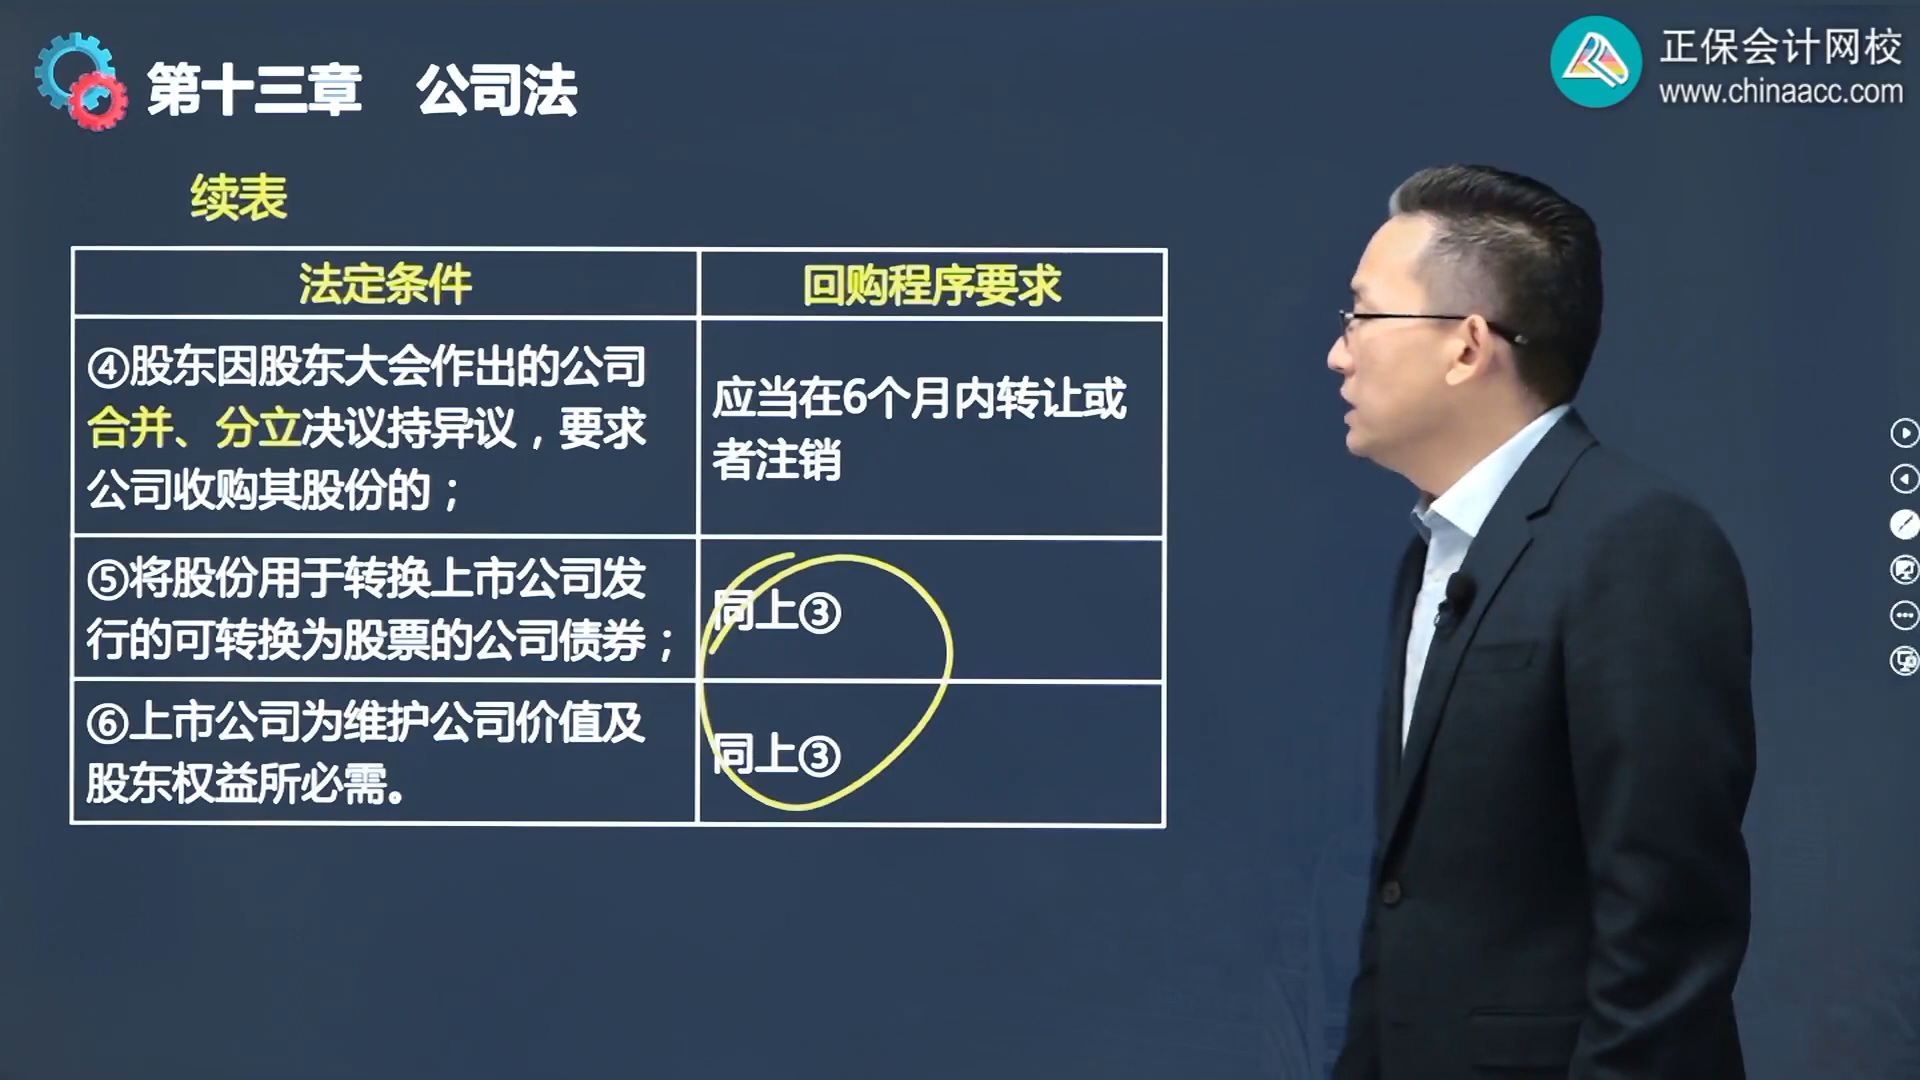 第十三章 公司法
正保会计网校
www.chinaacc.com
续表
法定条件
回购程序要求
④股东因股东大会作出的公司
合并、分立决议持异议，要求
公司收购其股份的；
应当在6个月内转让或
者注销
⑤将股份用于转换上市公司发
行的可转换为股票的公司债券；
同上③
⑥上市公司为维护公司价值及
股东权益所必需。
同上③